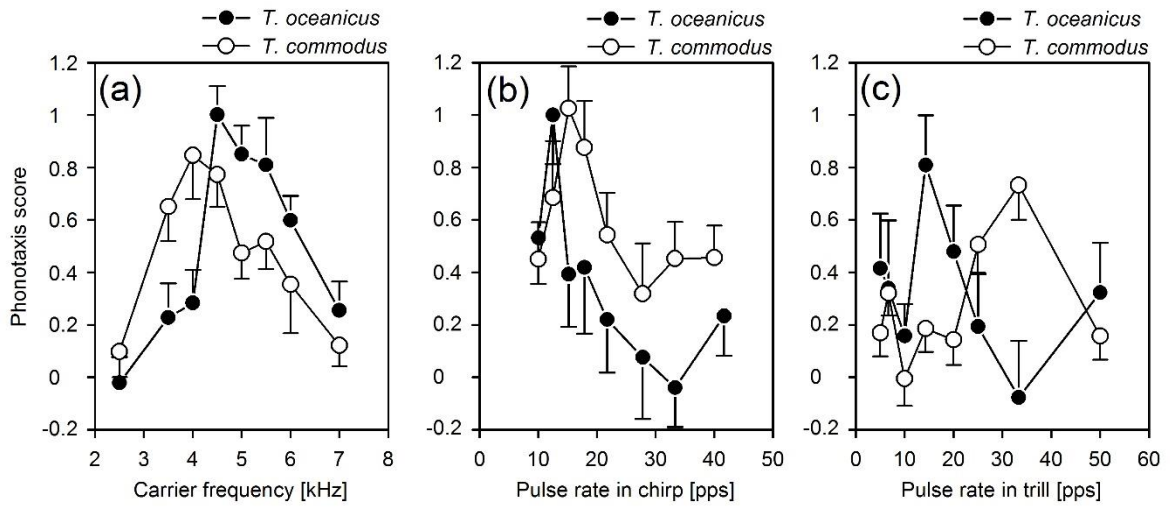 T. oceanicus
T. commodus
T. oceanicus
T. commodus
T. oceanicus
T. commodus
(a)
(b)
(c)
Phonotaxis score
1.2
1
0.8
0.6
0.4
0.2
0
-0.2
2 3 4 5 6 7 8
Carrier frequency [kHz]
1.2
1
0.8
0.6
0.4
0.2
0
-0.2
0 10 20 30 40 50
Pulse rate in chirp [pps]
1.2
1
0.8
0.6
0.4
0.2
0
-0.2
0 10 20 30 40 50 60
Pulse rate in trill [pps]